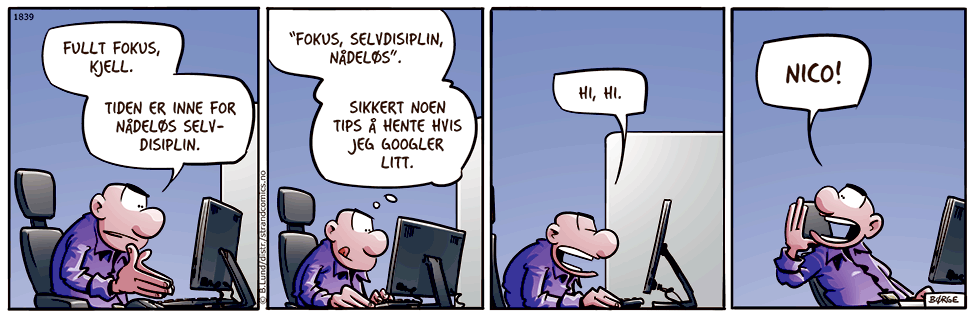 1839
FULLT FOKUS,
KJELL.
TIDEN ER INNE FOR
NÅDELØS SELV-
DISIPLIN.
© B.Lund/distr./strandcomics.no
"FOKUS, SELVDISIPLIN,
NÅDELØS".
SIKKERT NOEN
TIPS Å HENTE HVIS
JEG GOOGLER
LITT.
HI, HI.
NICO!
BØRGE